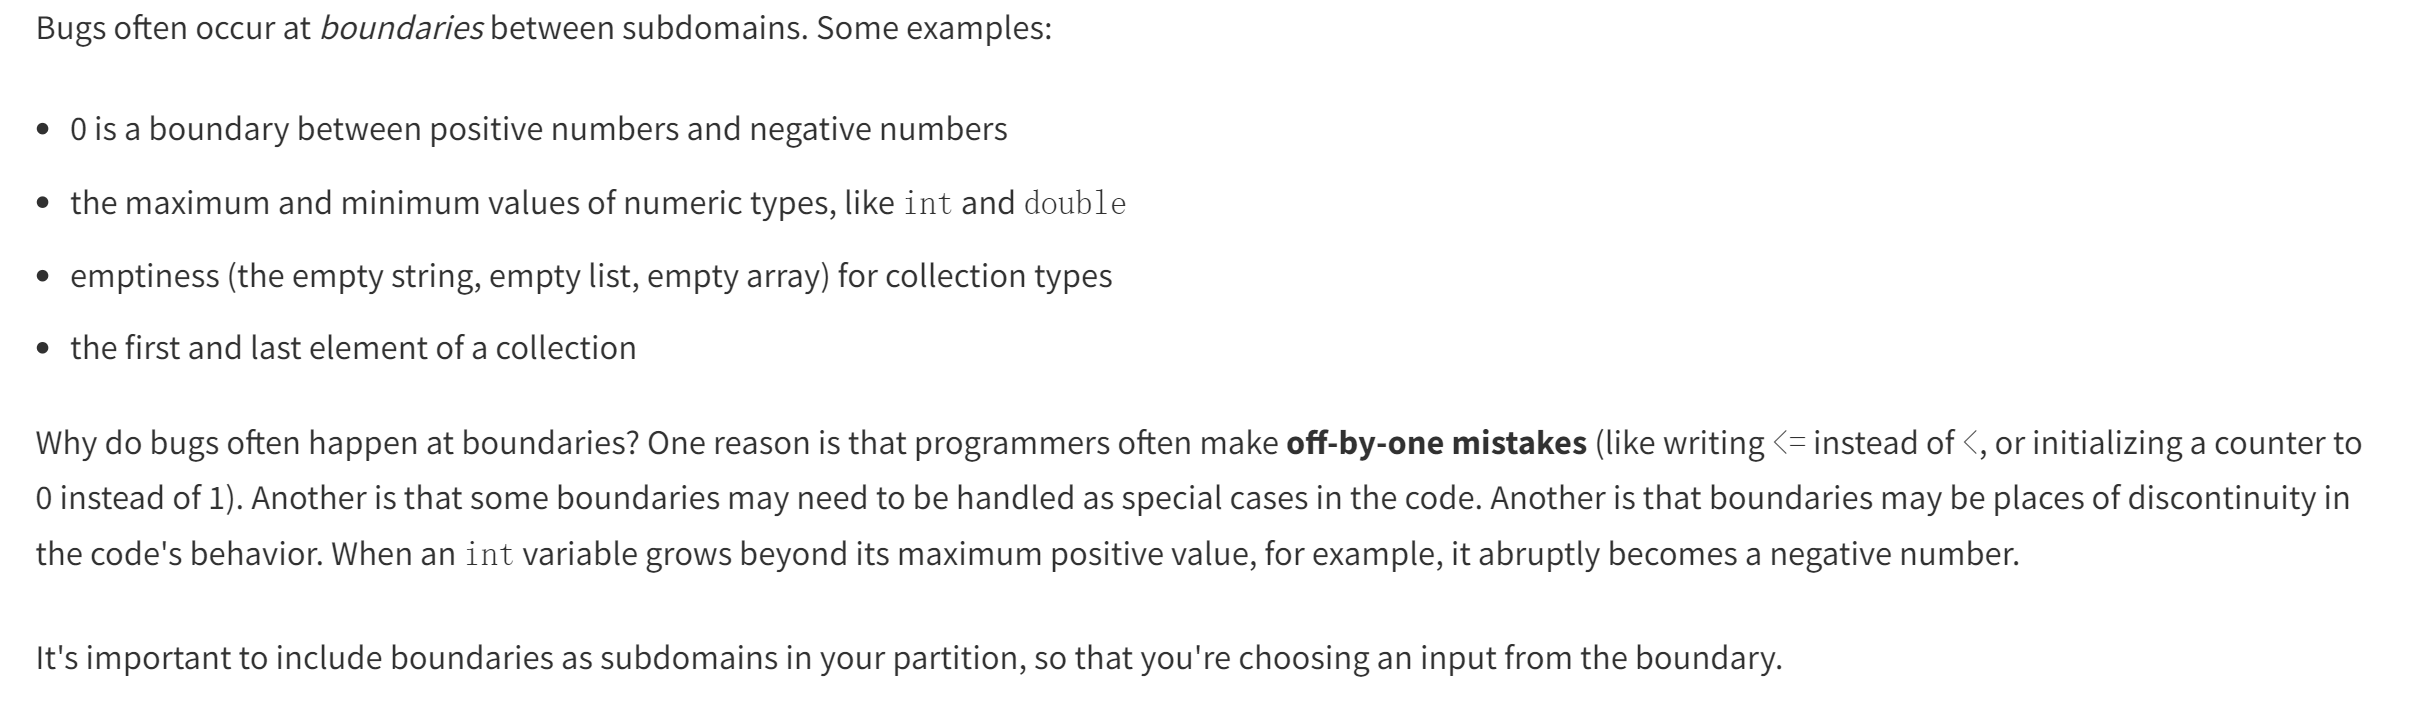 Bugs often occur at boundaries between subdomains. Some examples:
• 0 is a boundary between positive numbers and negative numbers
• the maximum and minimum values of numeric types, like int and double
• emptiness (the empty string, empty list, empty array) for collection types
• the first and last element of a collection
Why do bugs often happen at boundaries? One reason is that programmers often make off-by-one mistakes (like writing <= instead of <, or initializing a counter to
0 instead of 1). Another is that some boundaries may need to be handled as special cases in the code. Another is that boundaries may be places of discontinuity in
the code's behavior. When an int variable grows beyond its maximum positive value, for example, it abruptly becomes a negative number.
It's important to include boundaries as subdomains in your partition, so that you're choosing an input from the boundary.